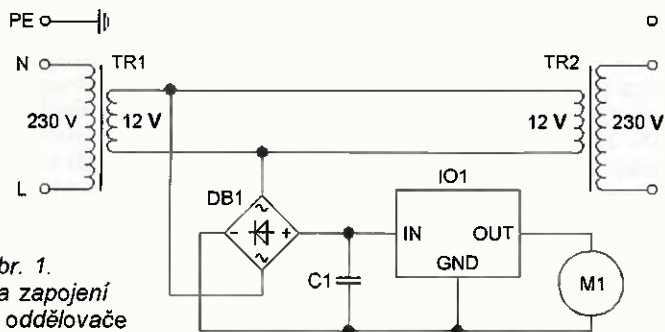 PE
N TR1 TR2
230 V 12 V 12 V 230 V
L
DB1 IO1
~
- + IN OUT
~
GND
C1 M1
br. 1.
a zapojení
oddělovače